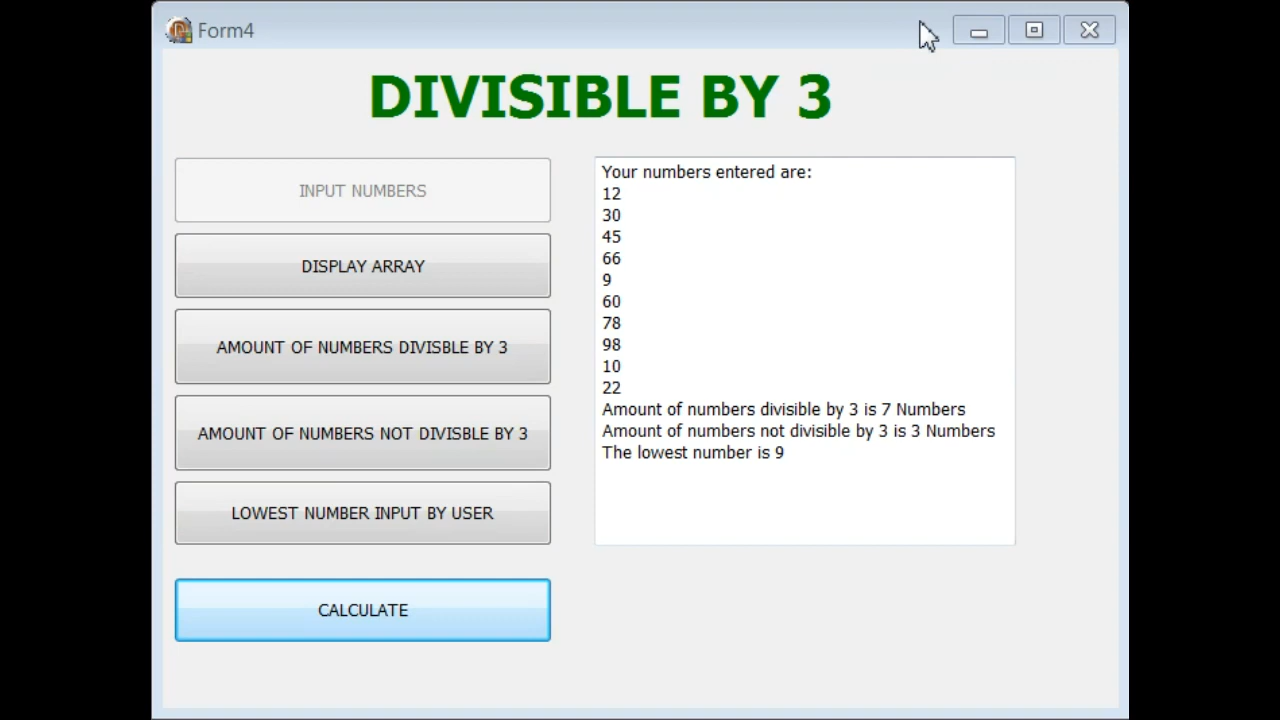 Form4
DIVISIBLE BY 3
INPUT NUMBERS
DISPLAY ARRAY
AMOUNT OF NUMBERS DIVISBLE BY 3
AMOUNT OF NUMBERS NOT DIVISBLE BY 3
LOWEST NUMBER INPUT BY USER
CALCULATE
Your numbers entered are:
12
30
45
66
9
60
78
98
10
22
Amount of numbers divisible by 3 is 7 Numbers
Amount of numbers not divisible by 3 is 3 Numbers
The lowest number is 9